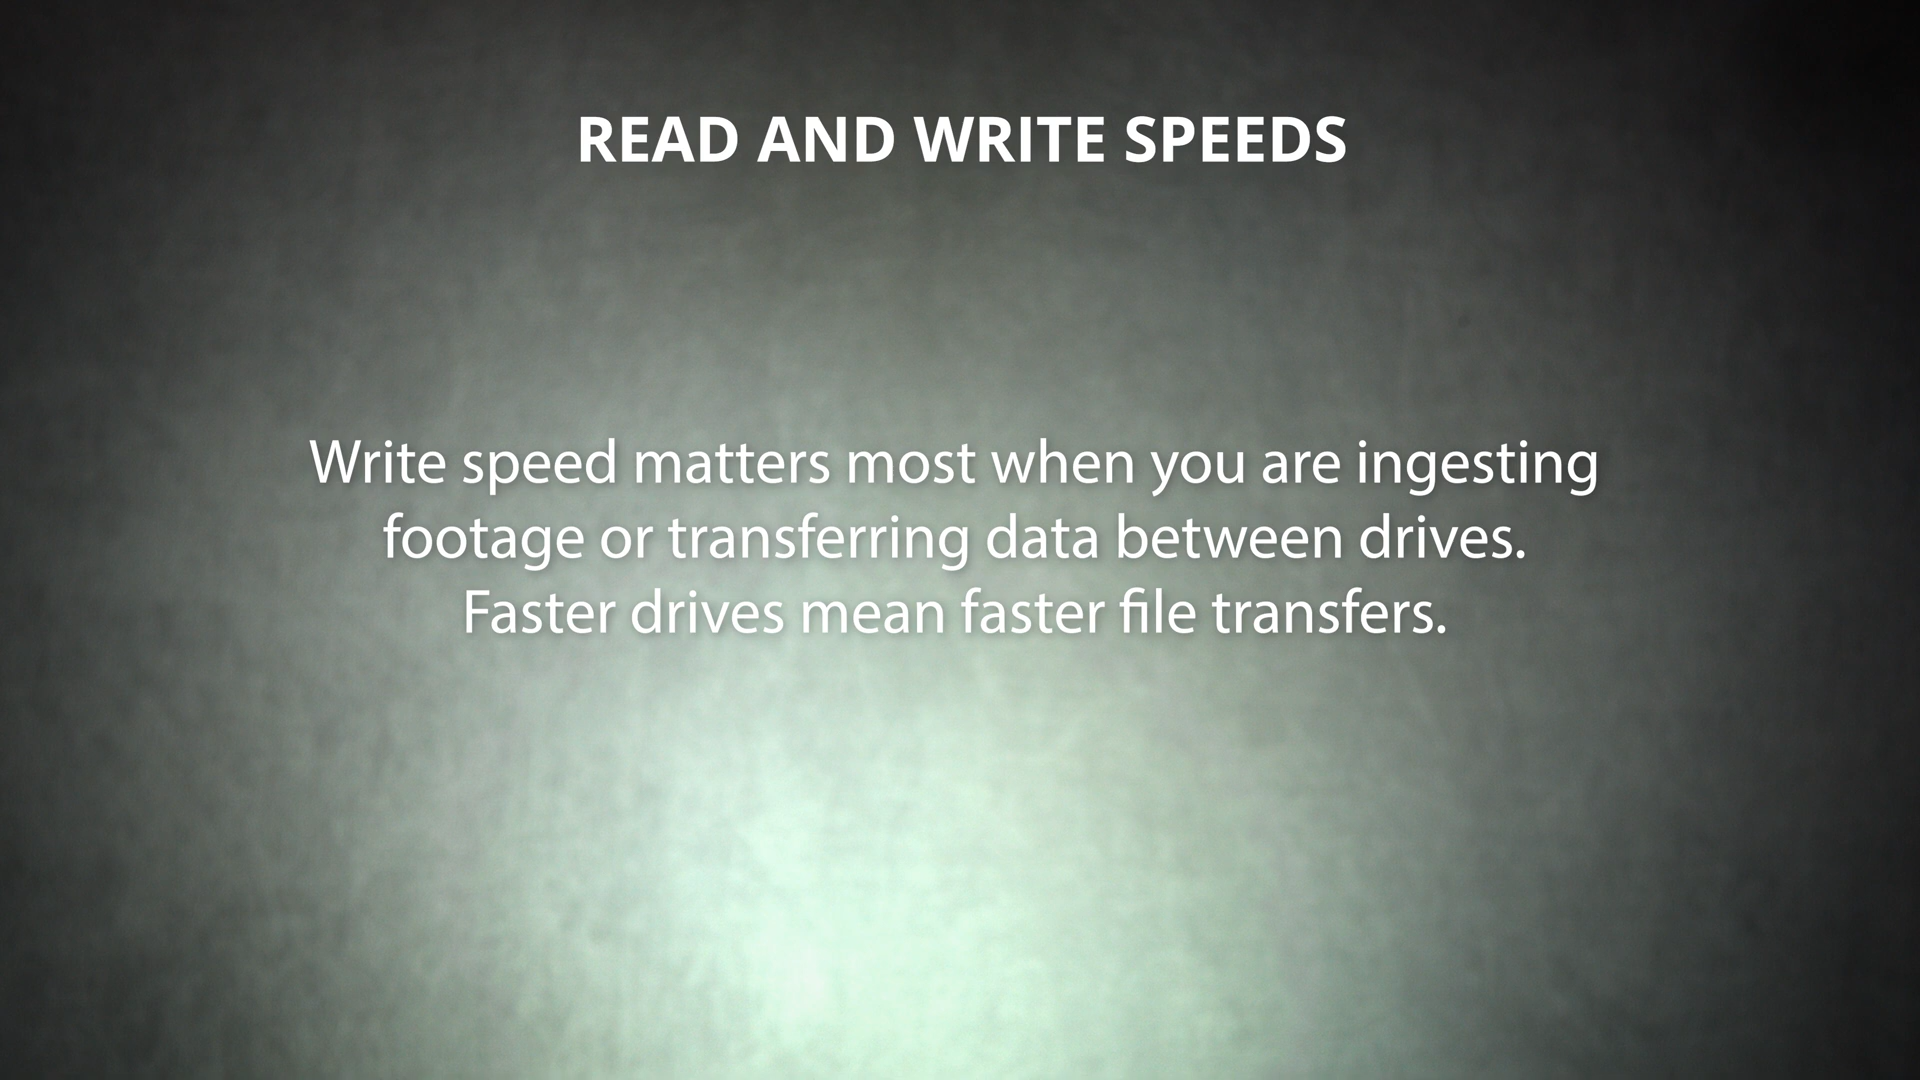 READ AND WRITE SPEEDS
Write speed matters most when you are ingesting
footage or transferring data between drives.
Faster drives mean faster file transfers.